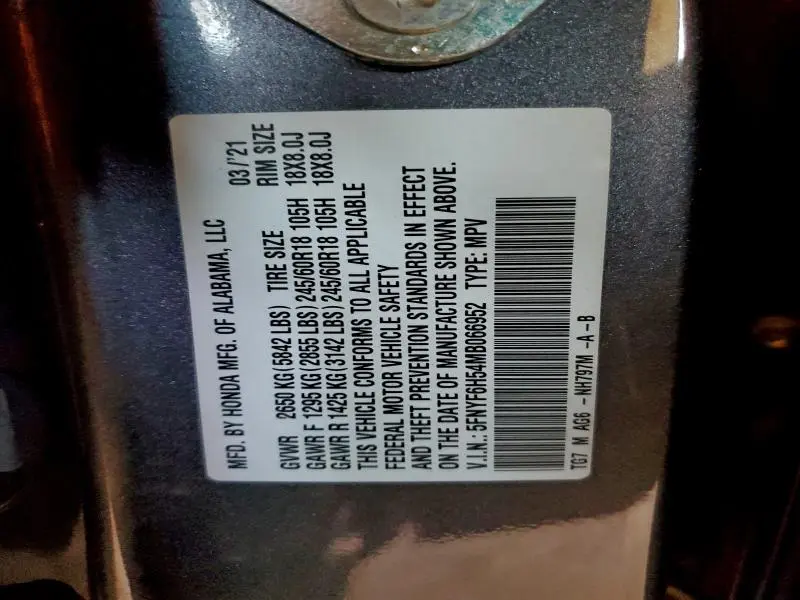 MFD. BY HONDA MFG. OF ALABAMA, LLC 03/'21
GVWR 2650 KG (5842 LBS) TIRE SIZE RIM SIZE
GAWR F 1295 KG (2855 LBS) 245/60R18 105H 18X8.0J
GAWR R 1425 KG (3142 LBS) 245/60R18 105H 18X8.0J
THIS VEHICLE CONFORMS TO ALL APPLICABLE
FEDERAL MOTOR VEHICLE SAFETY
AND THEFT PREVENTION STANDARDS IN EFFECT
ON THE DATE OF MANUFACTURE SHOWN ABOVE.
V.I.N.: 5FNYF6H54MB066952 TYPE: MPV
TG7 M AG6 -NH797M -A-B